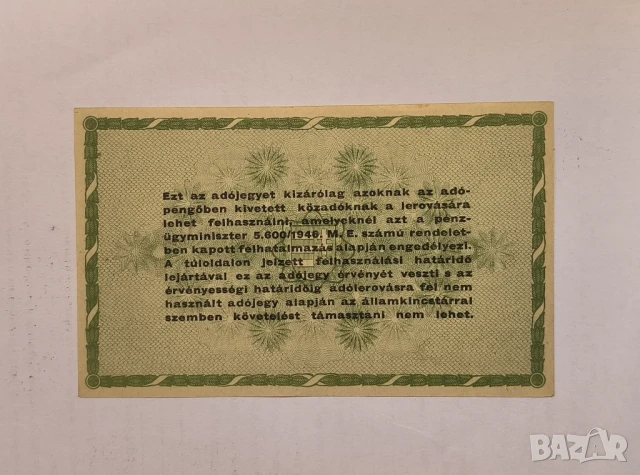 Ezt az adójegyet kizárólag azoknak az adó-
pengőben kivetett közadóknak a lerovására
lehet felhasználni, amelyeknél azt a pénz-
ügyminiszter 5.600/1946. M. E. számú rendelet-
ben kapott felhatalmazás alapján engedélyezi.
A túloldalon jelzett felhasználási határidő
lejártával ez az adójegy érvényét veszti s az
érvényességi határidőig adólerovásra fel nem
használt adójegy alapján az államkincstárral
szemben követelést támasztani nem lehet.
BAZAR